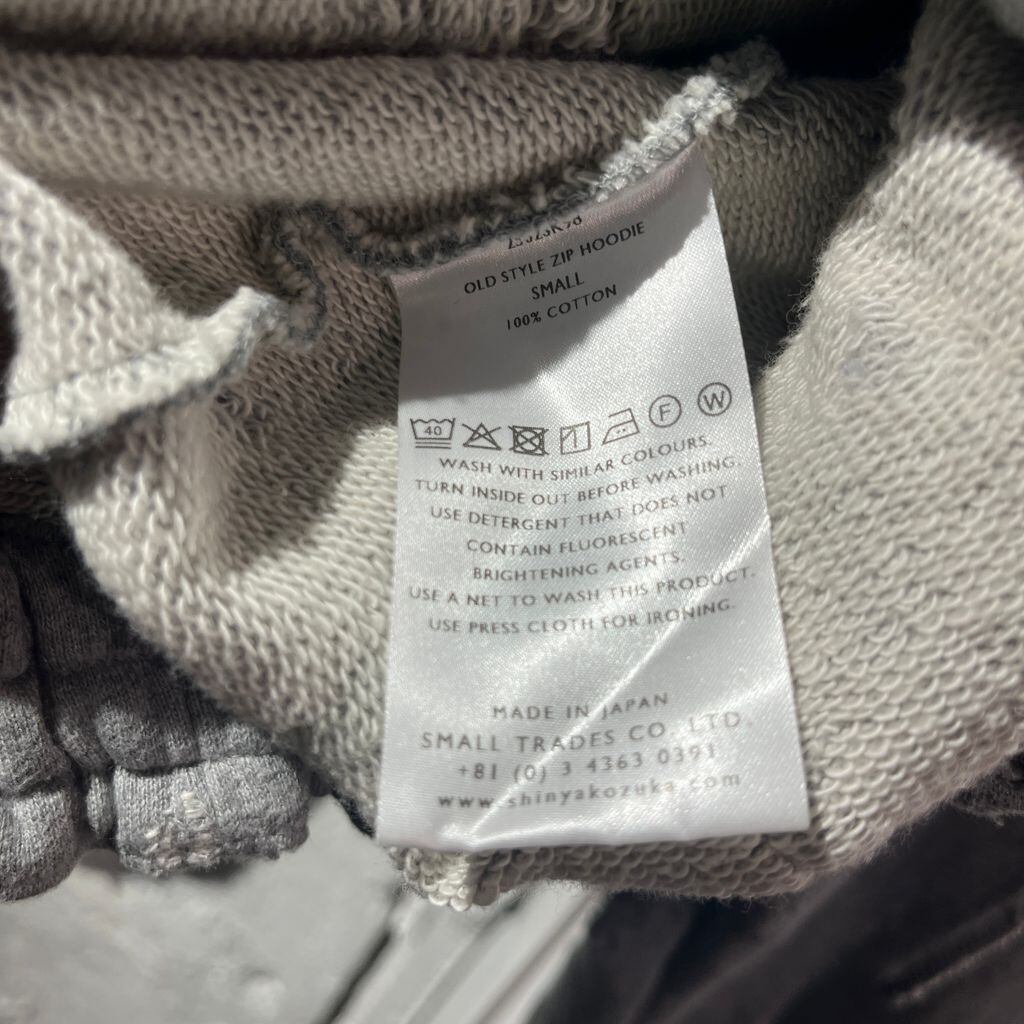 OLD STYLE ZIP HOODIE
SMALL
100% COTTON
40 F W
WASH WITH SIMILAR COLOURS.
TURN INSIDE OUT BEFORE WASHING.
USE DETERGENT THAT DOES NOT
CONTAIN FLUORESCENT
BRIGHTENING AGENTS.
USE A NET TO WASH THIS PRODUCT.
USE PRESS CLOTH FOR IRONING.
MADE IN JAPAN
SMALL TRADES CO., LTD.
+81 (0) 3 4363 0391
www.shinyakozuka.com